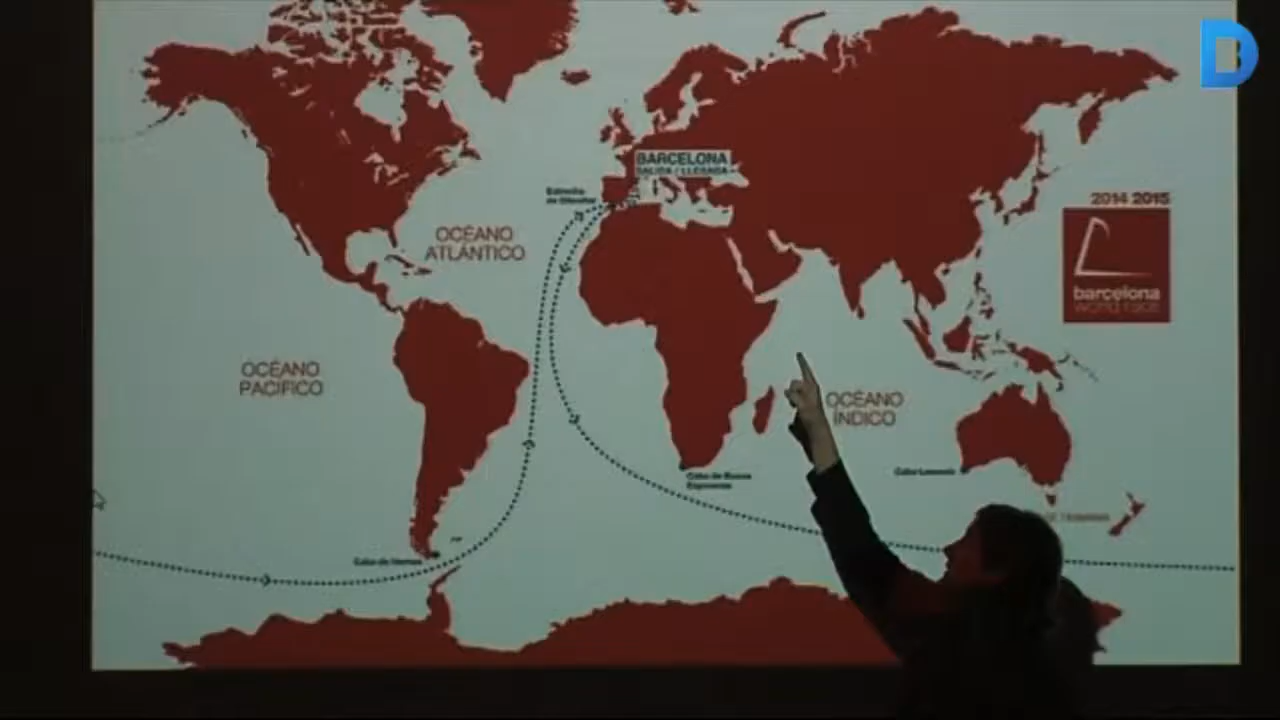 BARCELONA
SALIDA / LLEGADA
Estrecho
de Gibraltar
2014 2015
OCÉANO
ATLÁNTICO
barcelona
world race
OCÉANO
PACÍFICO
OCÉANO
ÍNDICO
Cabo Leeuwin
Cabo de Buena
Esperanza
Cabo de Hornos